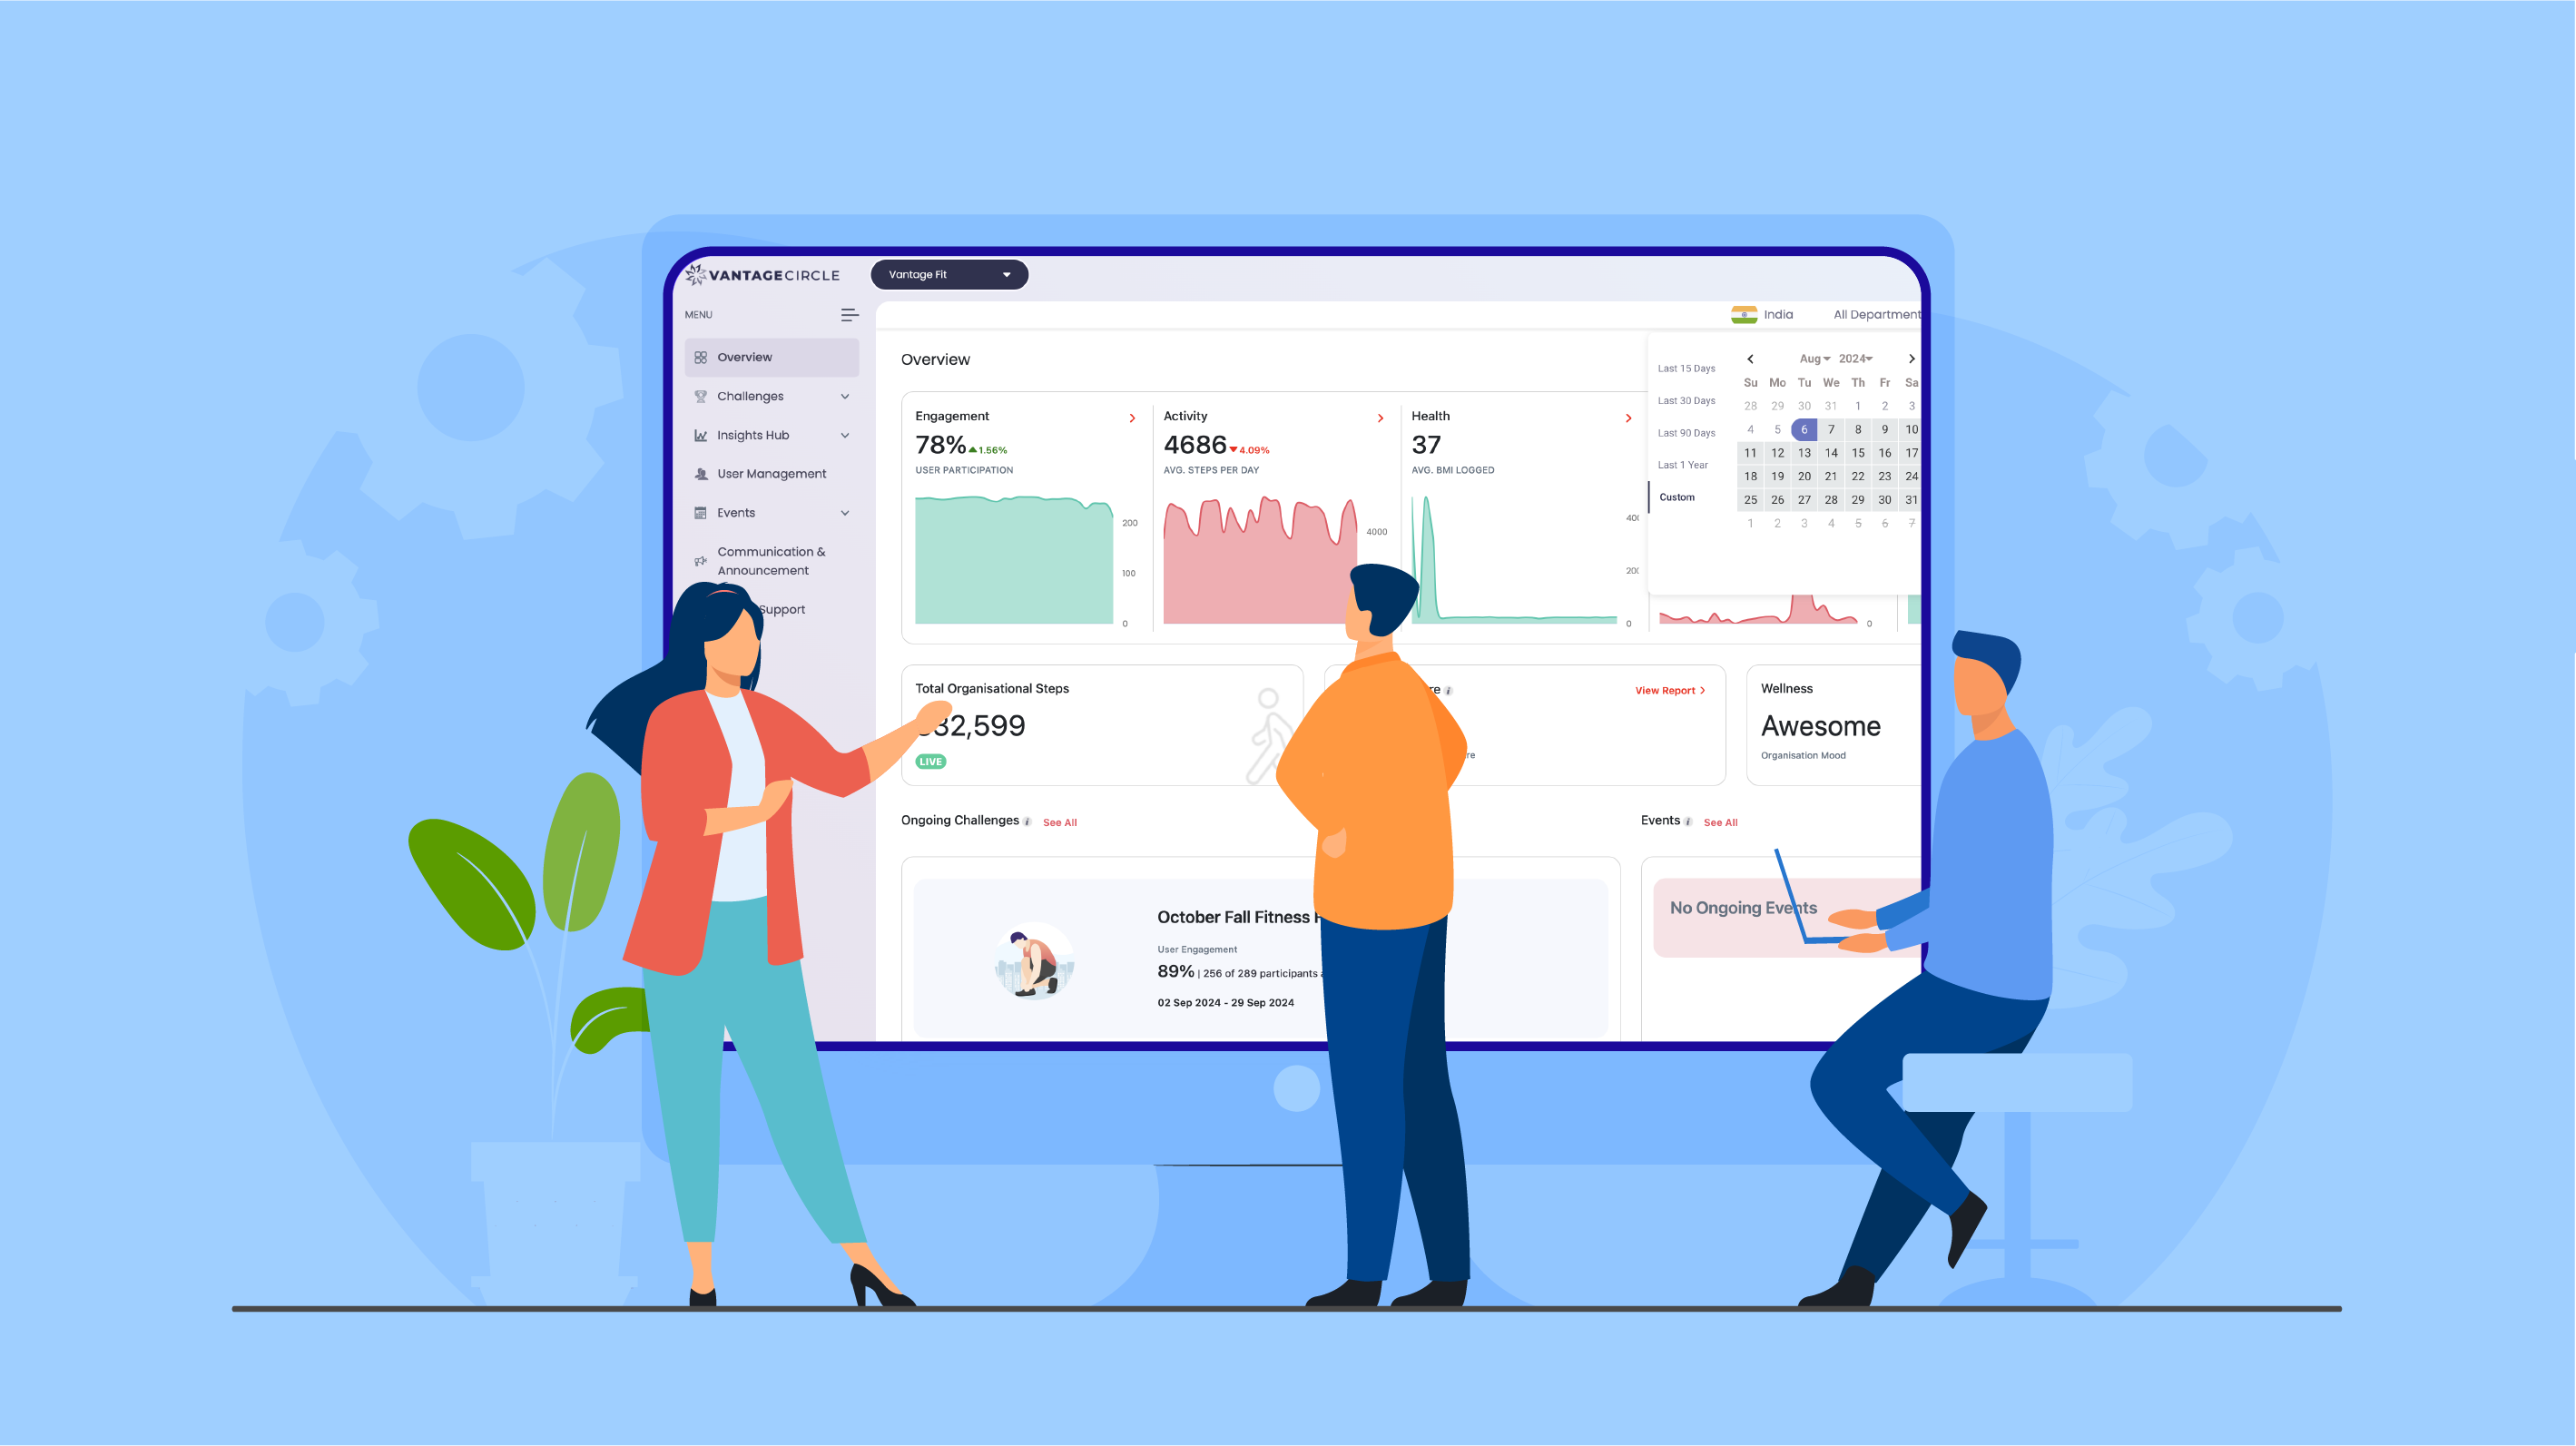 VANTAGECIRCLE
Vantage Fit
MENU
Overview
Challenges
Insights Hub
User Management
Events
Communication &
Announcement
Support
India
All Department
Overview
Engagement
78% 1.56%
USER PARTICIPATION
200
100
0
Activity
4686 4.09%
AVG. STEPS PER DAY
4000
Health
37
AVG. BMI LOGGED
0
0
Last 15 Days
Last 30 Days
Last 90 Days
Last 1 Year
Custom
Aug 2024
Su Mo Tu We Th Fr Sa
28 29 30 31 1 2 3
4 5 6 7 8 9 10
11 12 13 14 15 16 17
18 19 20 21 22 23 24
25 26 27 28 29 30 31
1 2 3 4 5 6 7
Total Organisational Steps
32,599
LIVE
re
View Report
re
Wellness
Awesome
Organisation Mood
Ongoing Challenges See All
October Fall Fitness
User Engagement
89% | 256 of 289 participants
02 Sep 2024 - 29 Sep 2024
Events See All
No Ongoing Events